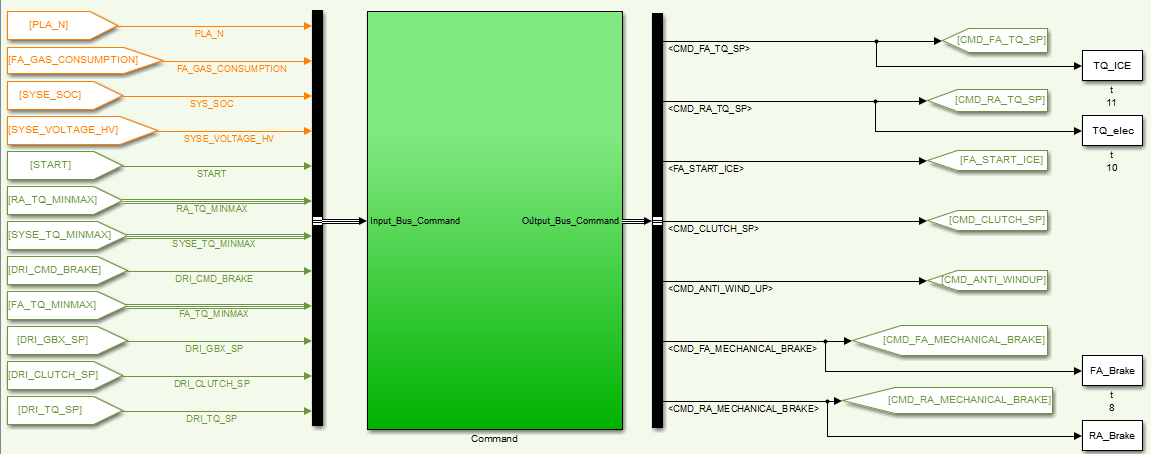 [PLA_N]
PLA_N
[FA_GAS_CONSUMPTION]
FA_GAS_CONSUMPTION
[SYSE_SOC]
SYS_SOC
[SYSE_VOLTAGE_HV]
SYSE_VOLTAGE_HV
[START]
START
[RA_TQ_MINMAX]
RA_TQ_MINMAX
[SYSE_TQ_MINMAX]
SYSE_TQ_MINMAX
[DRI_CMD_BRAKE]
DRI_CMD_BRAKE
[FA_TQ_MINMAX]
FA_TQ_MINMAX
[DRI_GBX_SP]
DRI_GBX_SP
[DRI_CLUTCH_SP]
DRI_CLUTCH_SP
[DRI_TQ_SP]
DRI_TQ_SP
Input_Bus_Command
Output_Bus_Command
Command
<CMD_FA_TQ_SP>
[CMD_FA_TQ_SP]
TQ_ICE
t
11
<CMD_RA_TQ_SP>
[CMD_RA_TQ_SP]
TQ_elec
t
10
<FA_START_ICE>
[FA_START_ICE]
<CMD_CLUTCH_SP>
[CMD_CLUTCH_SP]
<CMD_ANTI_WIND_UP>
[CMD_ANTI_WINDUP]
<CMD_FA_MECHANICAL_BRAKE>
[CMD_FA_MECHANICAL_BRAKE]
FA_Brake
t
8
<CMD_RA_MECHANICAL_BRAKE>
[CMD_RA_MECHANICAL_BRAKE]
RA_Brake